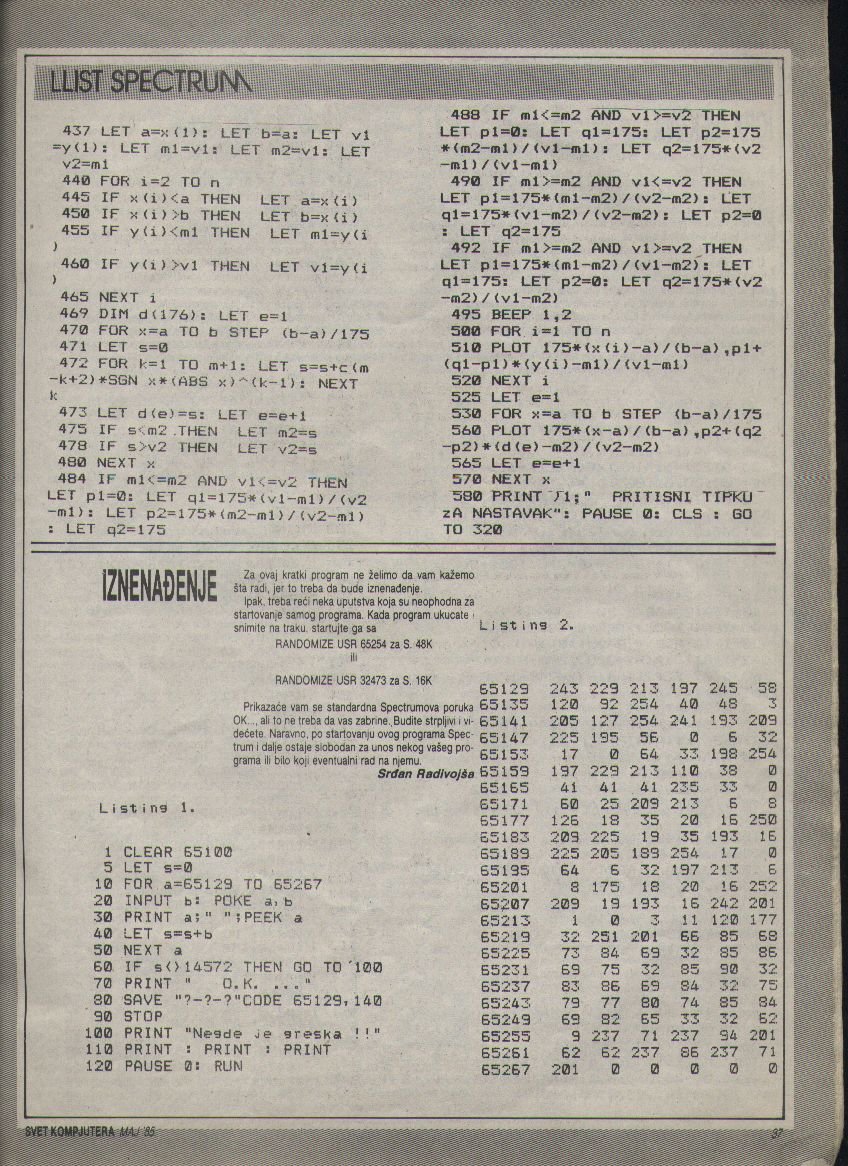 LLIST SPECTRUM
437 LET a=x(1): LET b=a: LET v1
=y(1): LET m1=v1: LET m2=v1: LET
v2=m1
440 FOR i=2 TO n
445 IF x(i)<a THEN LET a=x(i)
450 IF x(i)>b THEN LET b=x(i)
455 IF y(i)<m1 THEN LET m1=y(i
)
460 IF y(i)>v1 THEN LET v1=y(i
)
465 NEXT i
469 DIM d(176): LET e=1
470 FOR x=a TO b STEP (b-a)/175
471 LET s=0
472 FOR k=1 TO m+1: LET s=s+c(m
-k+2)*SGN x*(ABS x)^(k-1): NEXT
k
473 LET d(e)=s: LET e=e+1
475 IF s<m2 THEN LET m2=s
478 IF s>v2 THEN LET v2=s
480 NEXT x
484 IF m1<=m2 AND v1<=v2 THEN
LET p1=0: LET q1=175*(v1-m1)/(v2
-m1): LET p2=175*(m2-m1)/(v2-m1)
: LET q2=175
488 IF m1<=m2 AND v1>=v2 THEN
LET p1=0: LET q1=175: LET p2=175
*(m2-m1)/(v1-m1): LET q2=175*(v2
-m1)/(v1-m1)
490 IF m1>=m2 AND v1<=v2 THEN
LET p1=175*(m1-m2)/(v2-m2): LET
q1=175*(v1-m2)/(v2-m2): LET p2=0
: LET q2=175
492 IF m1>=m2 AND v1>=v2 THEN
LET p1=175*(m1-m2)/(v1-m2): LET
q1=175: LET p2=0: LET q2=175*(v2
-m2)/(v1-m2)
495 BEEP 1,2
500 FOR i=1 TO n
510 PLOT 175*(x(i)-a)/(b-a),p1+
(q1-p1)*(y(i)-m1)/(v1-m1)
520 NEXT i
525 LET e=1
530 FOR x=a TO b STEP (b-a)/175
560 PLOT 175*(x-a)/(b-a),p2+(q2
-p2)*(d(e)-m2)/(v2-m2)
565 LET e=e+1
570 NEXT x
580 PRINT /1;" PRITISNI TIPKU
zA NASTAVAK": PAUSE 0: CLS : GO
TO 320
IZNENAĐENJE
Za ovaj kratki program ne želimo da vam kažemo
šta radi, jer to treba da bude iznenađenje.
Ipak, treba reći neka uputstva koja su neophodna za
startovanje samog programa. Kada program ukucate i
snimite na traku, startujte ga sa
RANDOMIZE USR 65254 za S. 48K
ili
RANDOMIZE USR 32473 za S. 16K
Prikazaće vam se standardna Spectrumova poruka
OK..., ali to ne treba da vas zabrine. Budite strpljivi i vi-
dećete. Naravno, po startovanju ovog programa Spec-
trum i dalje ostaje slobodan za unos nekog vašeg pro-
grama ili bilo koji eventualni rad na njemu.
Srđan Radivojša
Listing 1.
1 CLEAR 65100
5 LET s=0
10 FOR a=65129 TO 65267
20 INPUT b: POKE a,b
30 PRINT a;" ";PEEK a
40 LET s=s+b
50 NEXT a
60 IF s<>14572 THEN GO TO 100
70 PRINT " O.K. ..."
80 SAVE "?-?-?"CODE 65129,140
90 STOP
100 PRINT "Negde je greska !!"
110 PRINT : PRINT : PRINT
120 PAUSE 0: RUN
Listing 2.
65129 243 229 213 197 245 58
65135 120 92 254 40 48 3
65141 205 127 254 241 193 209
65147 225 195 56 0 6 32
65153 17 0 64 33 198 254
65159 197 229 213 110 38 0
65165 41 41 41 235 33 0
65171 60 25 209 213 6 8
65177 126 18 35 20 16 250
65183 209 225 19 35 193 16
65189 225 205 189 254 17 0
65195 64 6 32 197 213 6
65201 8 175 18 20 16 252
65207 209 19 193 16 242 201
65213 1 0 3 11 120 177
65219 32 251 201 66 85 68
65225 73 84 69 32 85 86
65231 69 75 32 85 90 32
65237 83 86 69 84 32 75
65243 79 77 80 74 85 84
65249 69 82 65 33 32 62
65255 9 237 71 237 94 201
65261 62 62 237 86 237 71
65267 201 0 0 0 0 0
SVET KOMPJUTERA MAJ '85
37